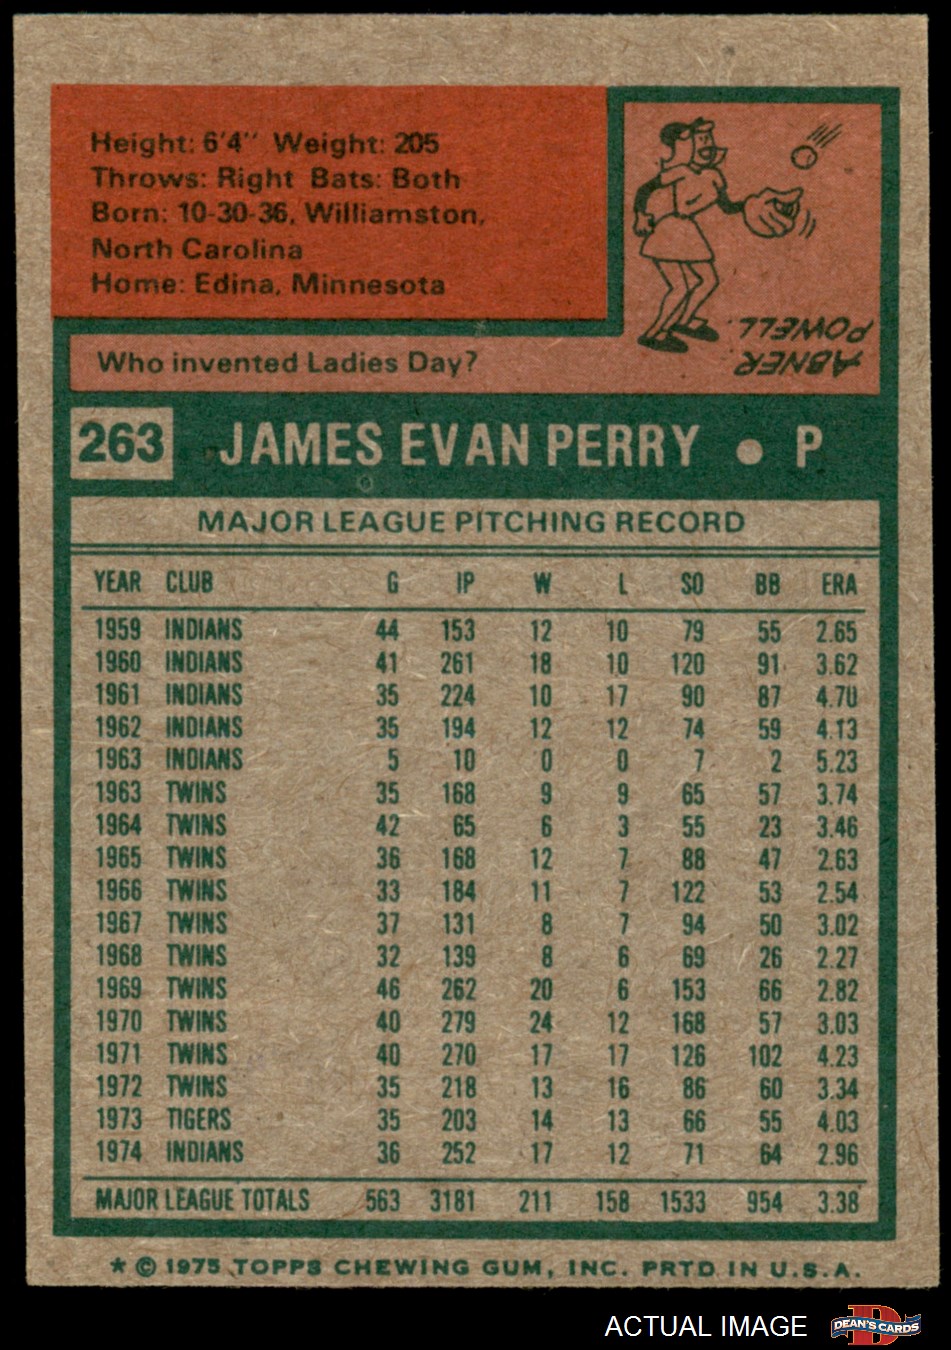 Height: 6'4" Weight: 205
Throws: Right Bats: Both
Born: 10-30-36, Williamston,
North Carolina
Home: Edina, Minnesota
Who invented Ladies Day?
ABNER
POWELL.
263 JAMES EVAN PERRY • P
MAJOR LEAGUE PITCHING RECORD
YEAR CLUB G IP W L SO BB ERA
1959 INDIANS 44 153 12 10 79 55 2.65
1960 INDIANS 41 261 18 10 120 91 3.62
1961 INDIANS 35 224 10 17 90 87 4.70
1962 INDIANS 35 194 12 12 74 59 4.13
1963 INDIANS 5 10 0 0 7 2 5.23
1963 TWINS 35 168 9 9 65 57 3.74
1964 TWINS 42 65 6 3 55 23 3.46
1965 TWINS 36 168 12 7 88 47 2.63
1966 TWINS 33 184 11 7 122 53 2.54
1967 TWINS 37 131 8 7 94 50 3.02
1968 TWINS 32 139 8 6 69 26 2.27
1969 TWINS 46 262 20 6 153 66 2.82
1970 TWINS 40 279 24 12 168 57 3.03
1971 TWINS 40 270 17 17 126 102 4.23
1972 TWINS 35 218 13 16 86 60 3.34
1973 TIGERS 35 203 14 13 66 55 4.03
1974 INDIANS 36 252 17 12 71 64 2.96
MAJOR LEAGUE TOTALS 563 3181 211 158 1533 954 3.38
* © 1975 TOPPS CHEWING GUM, INC. PRTD. IN U.S.A.
ACTUAL IMAGE
D
DEAN'S CARDS